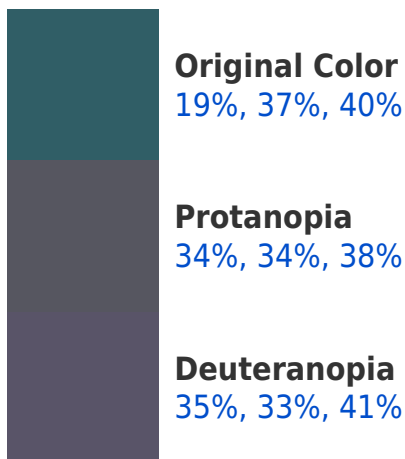 Original Color
19%, 37%, 40%
Protanopia
34%, 34%, 38%
Deuteranopia
35%, 33%, 41%